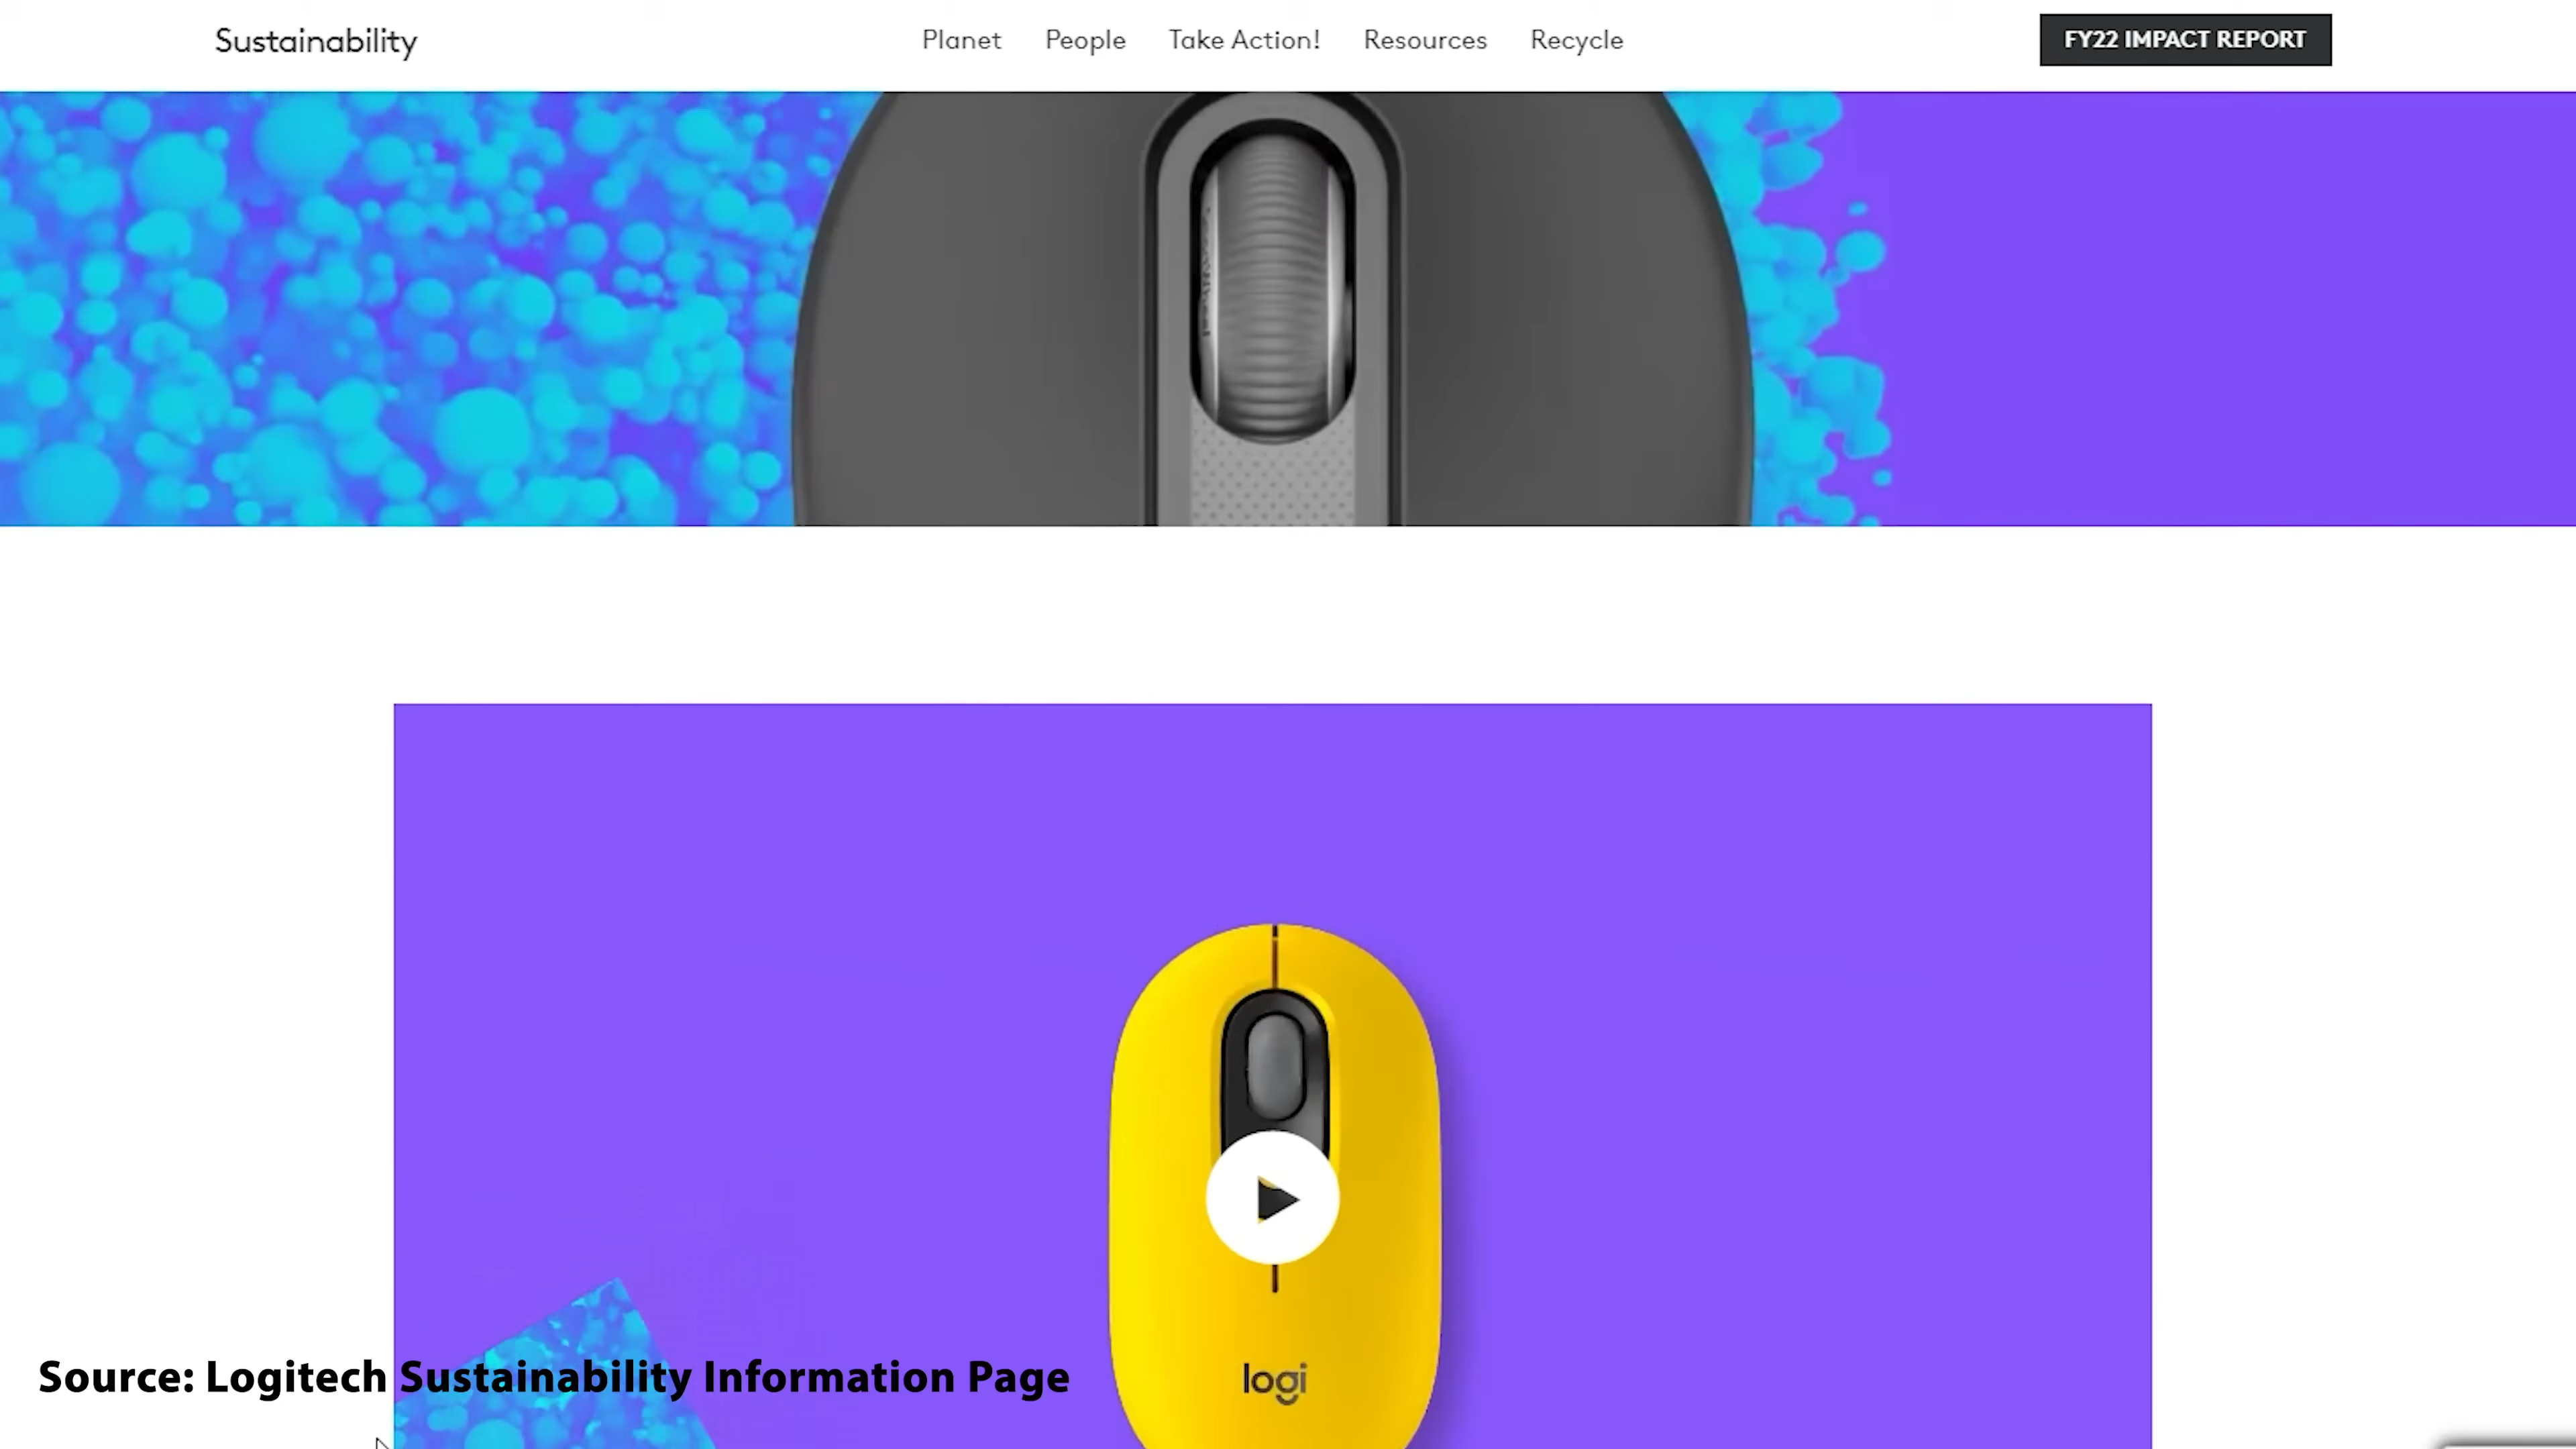 Sustainability
Planet People Take Action! Resources Recycle
FY22 IMPACT REPORT
logi
Source: Logitech Sustainability Information Page